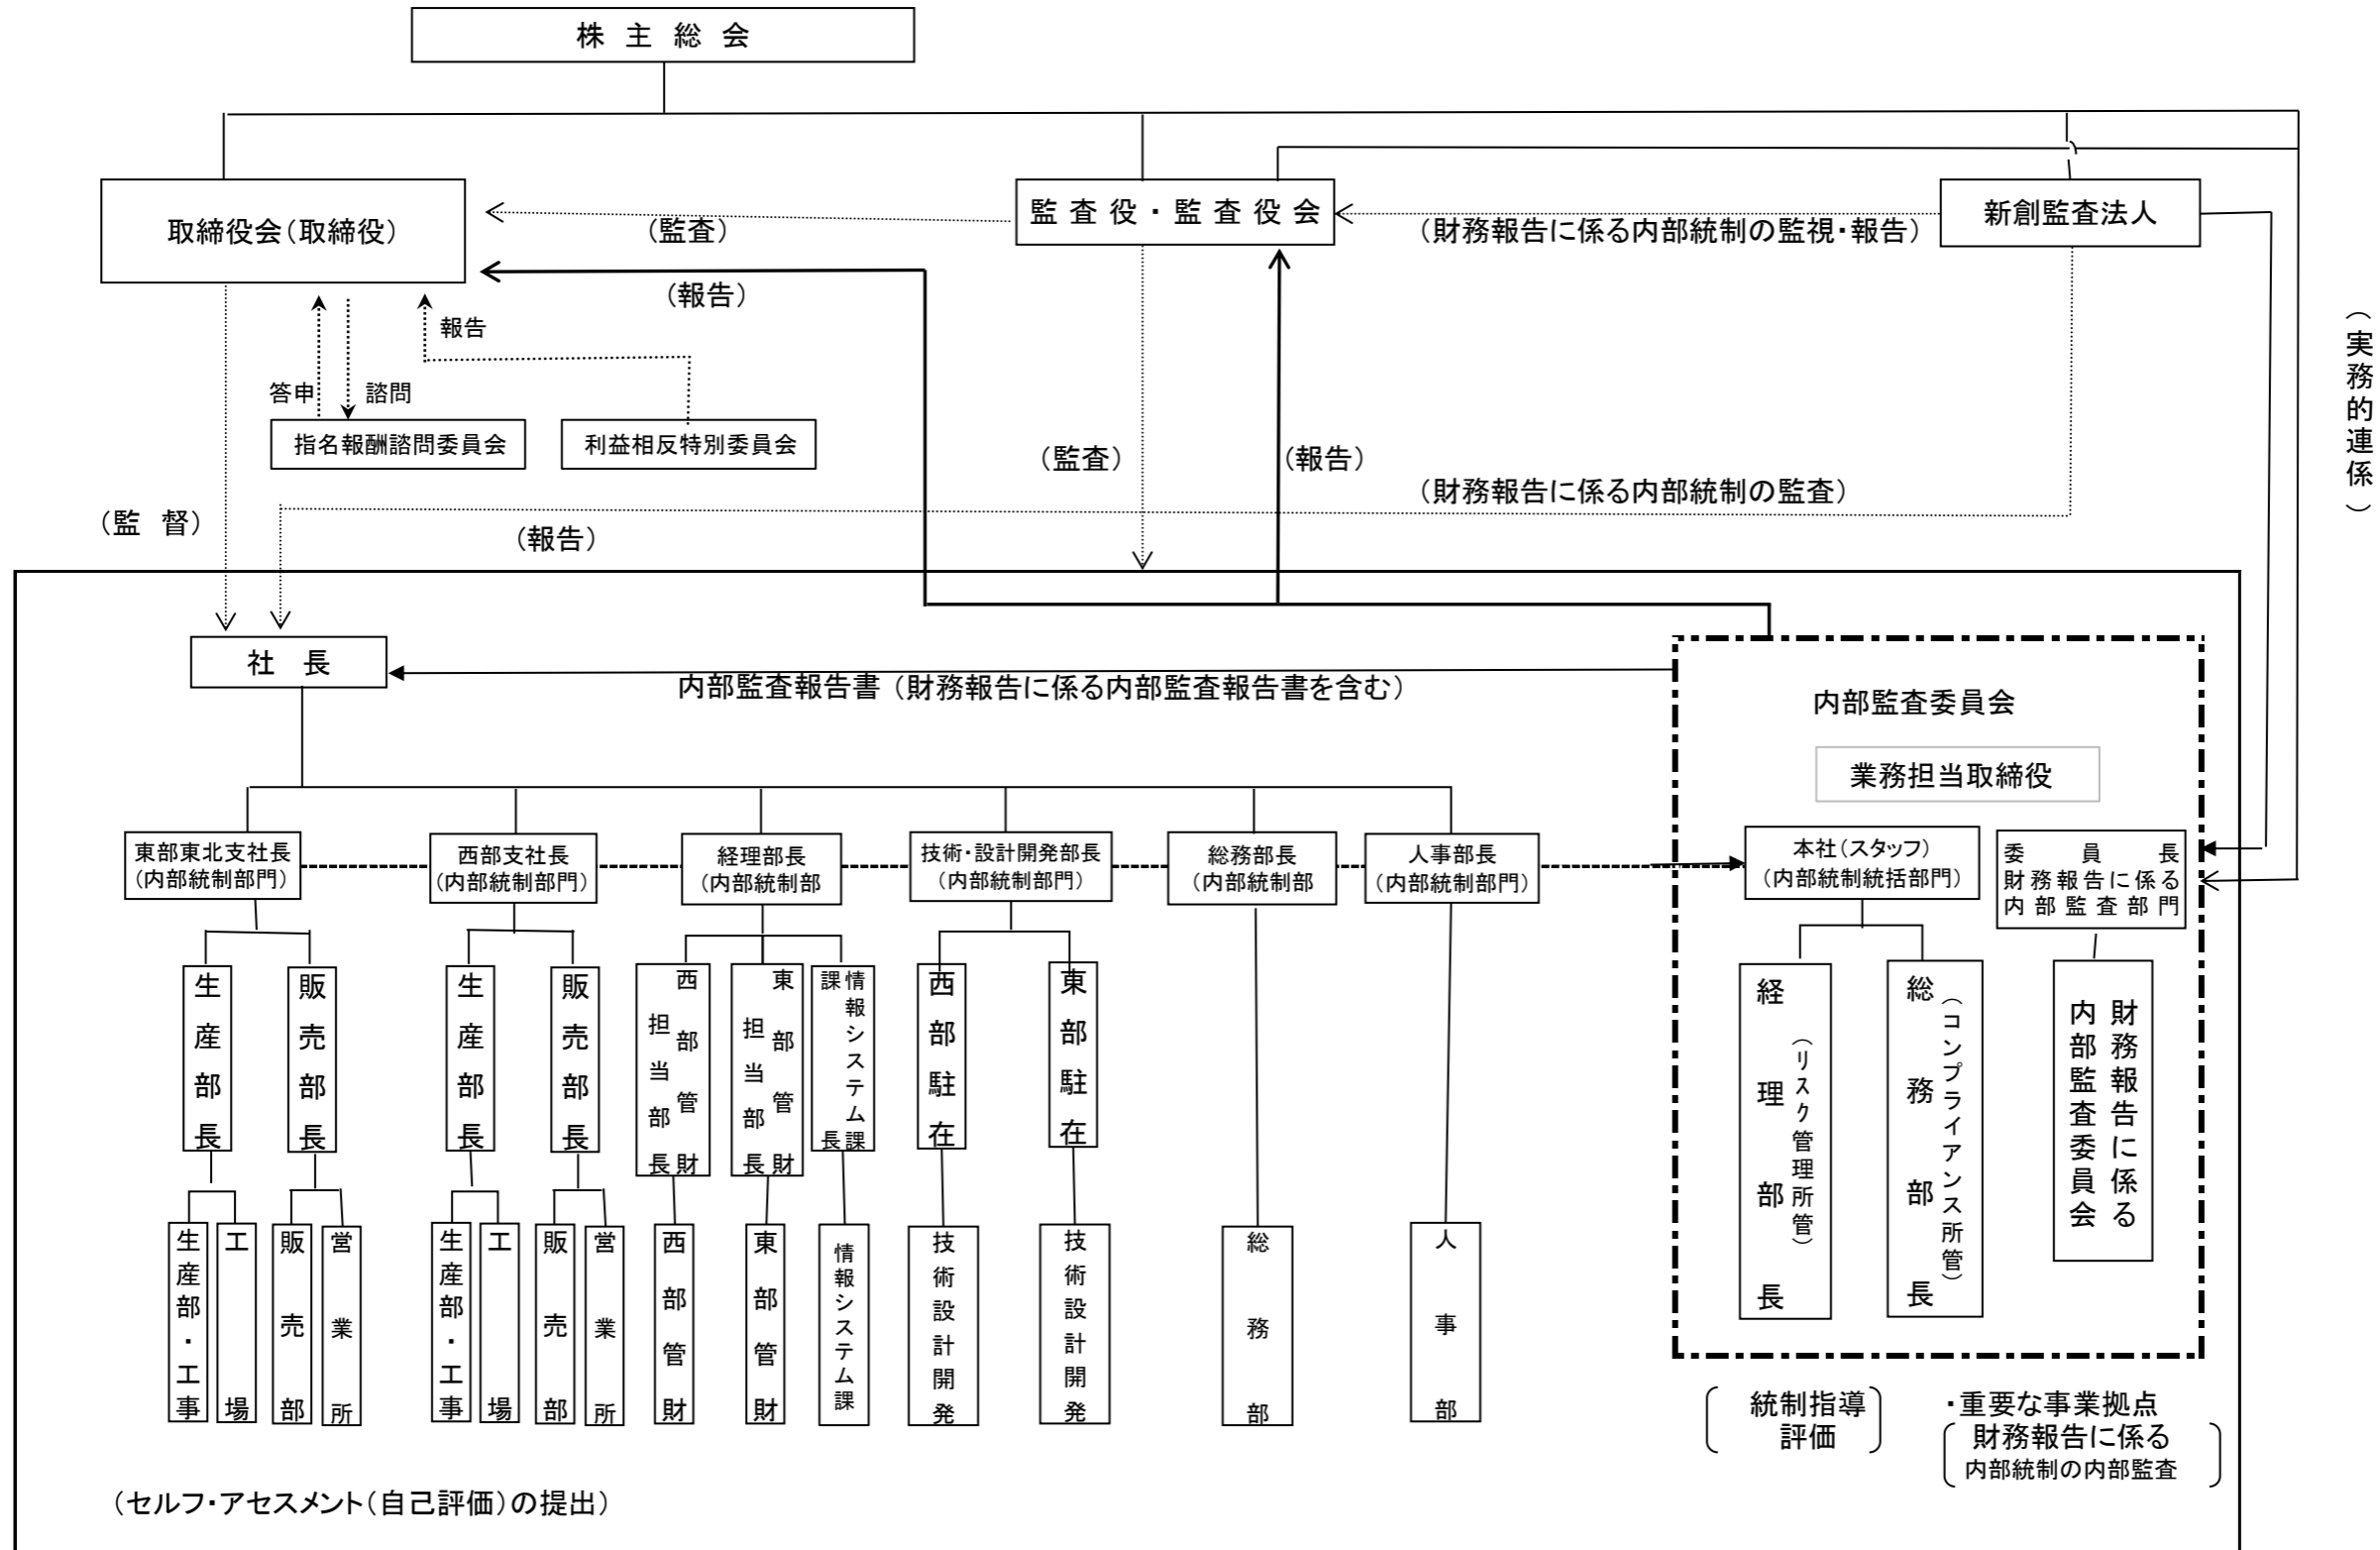 株 主 総 会
取締役会（取締役）
監 査 役・監 査 役 会
新創監査法人
（監査）
（財務報告に係る内部統制の監視・報告）
（報告）
報告
（実務的連係）
答申
諮問
指名報酬諮問委員会
利益相反特別委員会
（監査）
（報告）
（財務報告に係る内部統制の監査）
（監 督）
（報告）
社 長
内部監査報告書（財務報告に係る内部監査報告書を含む）
内部監査委員会
業務担当取締役
東部東北支社長
（内部統制部門）
西部支社長
（内部統制部門）
経理部長
（内部統制部
技術・設計開発部長
（内部統制部門）
総務部長
（内部統制部
人事部長
（内部統制部門）
本社（スタッフ）
（内部統制統括部門）
委員長
財務報告に係る
内部監査部門
生産部長
販売部長
生産部長
販売部長
西部管財
担当部長
東部管財
担当部長
情報システム課
課長
西部駐在
東部駐在
経理部長
（リスク管理所管）
総務部長
（コンプライアンス所管）
財務報告に係る
内部監査委員会
生産部・工事
工場
販売部
営業所
生産部・工事
工場
販売部
営業所
西部管財
東部管財
情報システム課
技術設計開発
技術設計開発
総務部
人事部
統制指導
評価
・重要な事業拠点
財務報告に係る
内部統制の内部監査
（セルフ・アセスメント（自己評価）の提出）